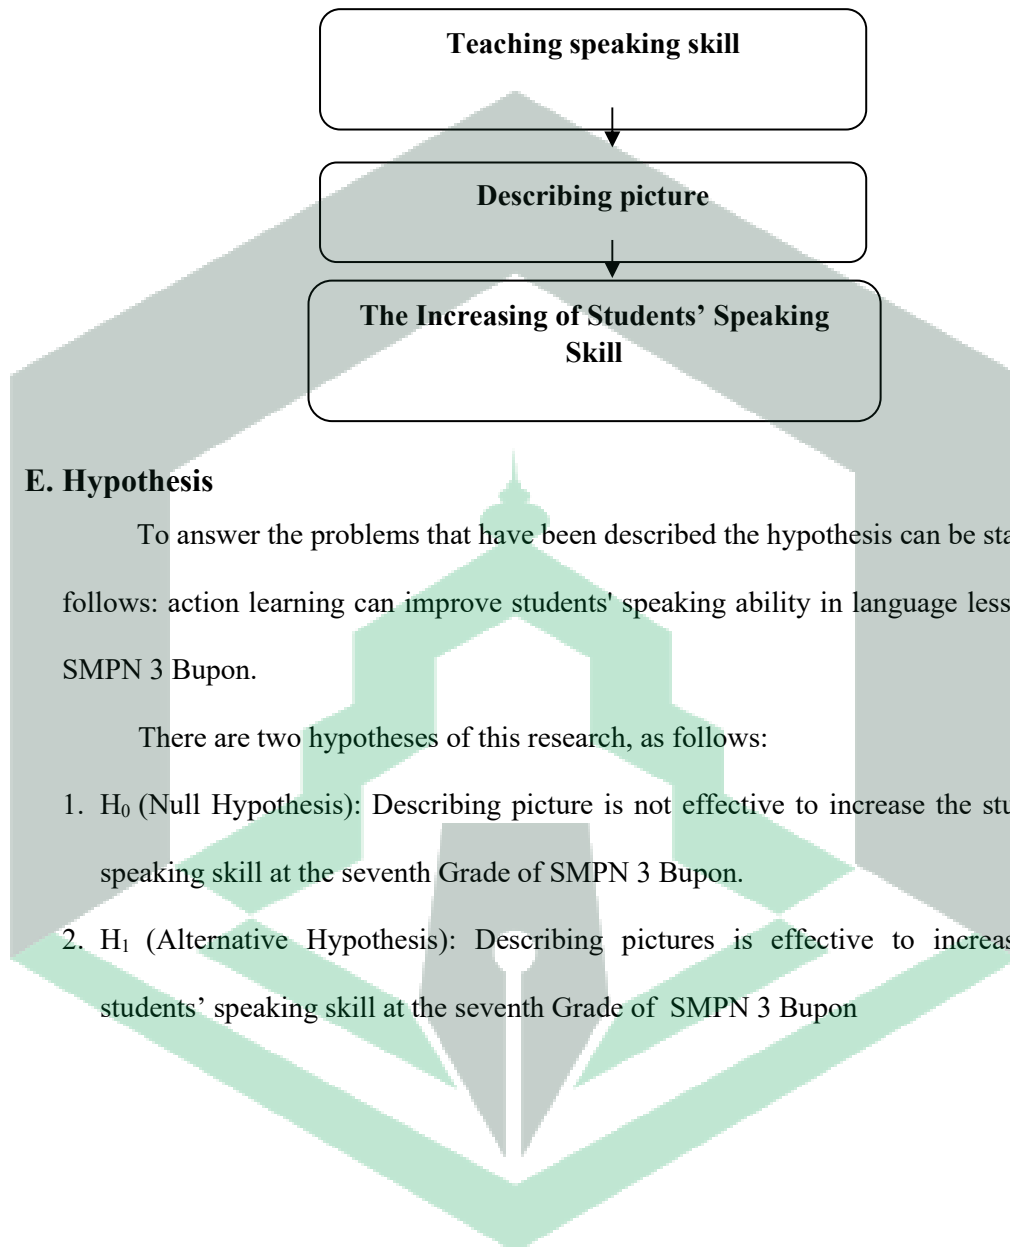 Teaching speaking skill
Describing picture
The Increasing of Students’ Speaking
Skill
E. Hypothesis
To answer the problems that have been described the hypothesis can be sta
follows: action learning can improve students' speaking ability in language less
SMPN 3 Bupon.
There are two hypotheses of this research, as follows:
1. H₀ (Null Hypothesis): Describing picture is not effective to increase the stu
speaking skill at the seventh Grade of SMPN 3 Bupon.
2. H₁ (Alternative Hypothesis): Describing pictures is effective to increas
students’ speaking skill at the seventh Grade of SMPN 3 Bupon